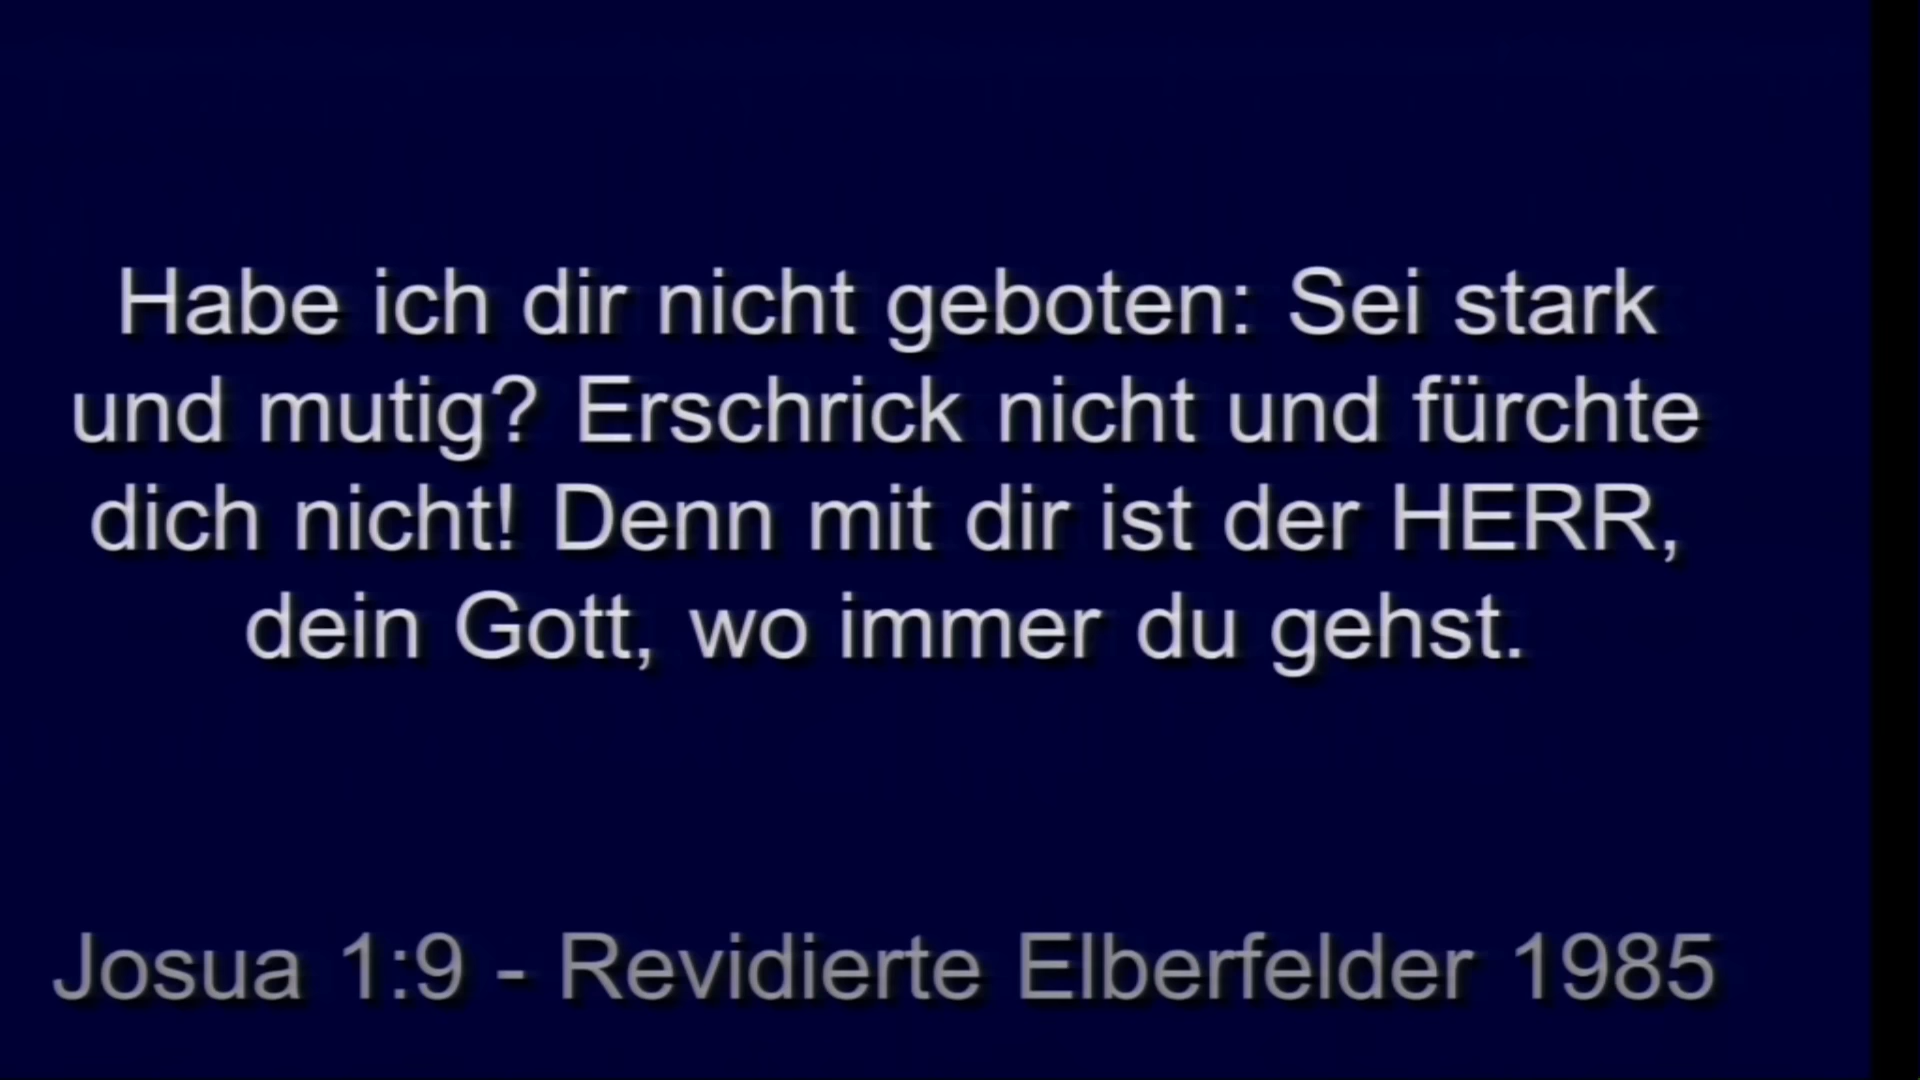 Habe ich dir nicht geboten: Sei stark
und mutig? Erschrick nicht und fürchte
dich nicht! Denn mit dir ist der HERR,
dein Gott, wo immer du gehst.
Josua 1:9 - Revidierte Elberfelder 1985